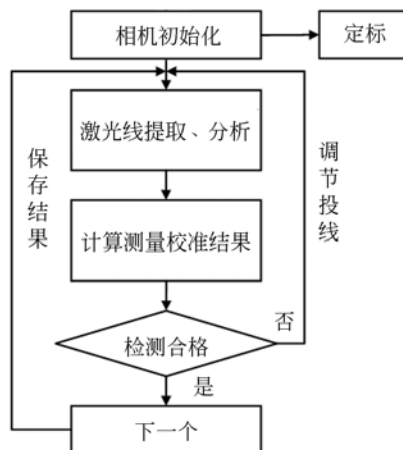 相机初始化
定标
激光线提取、分析
保存结果
调节投线
计算测量校准结果
否
检测合格
是
下一个